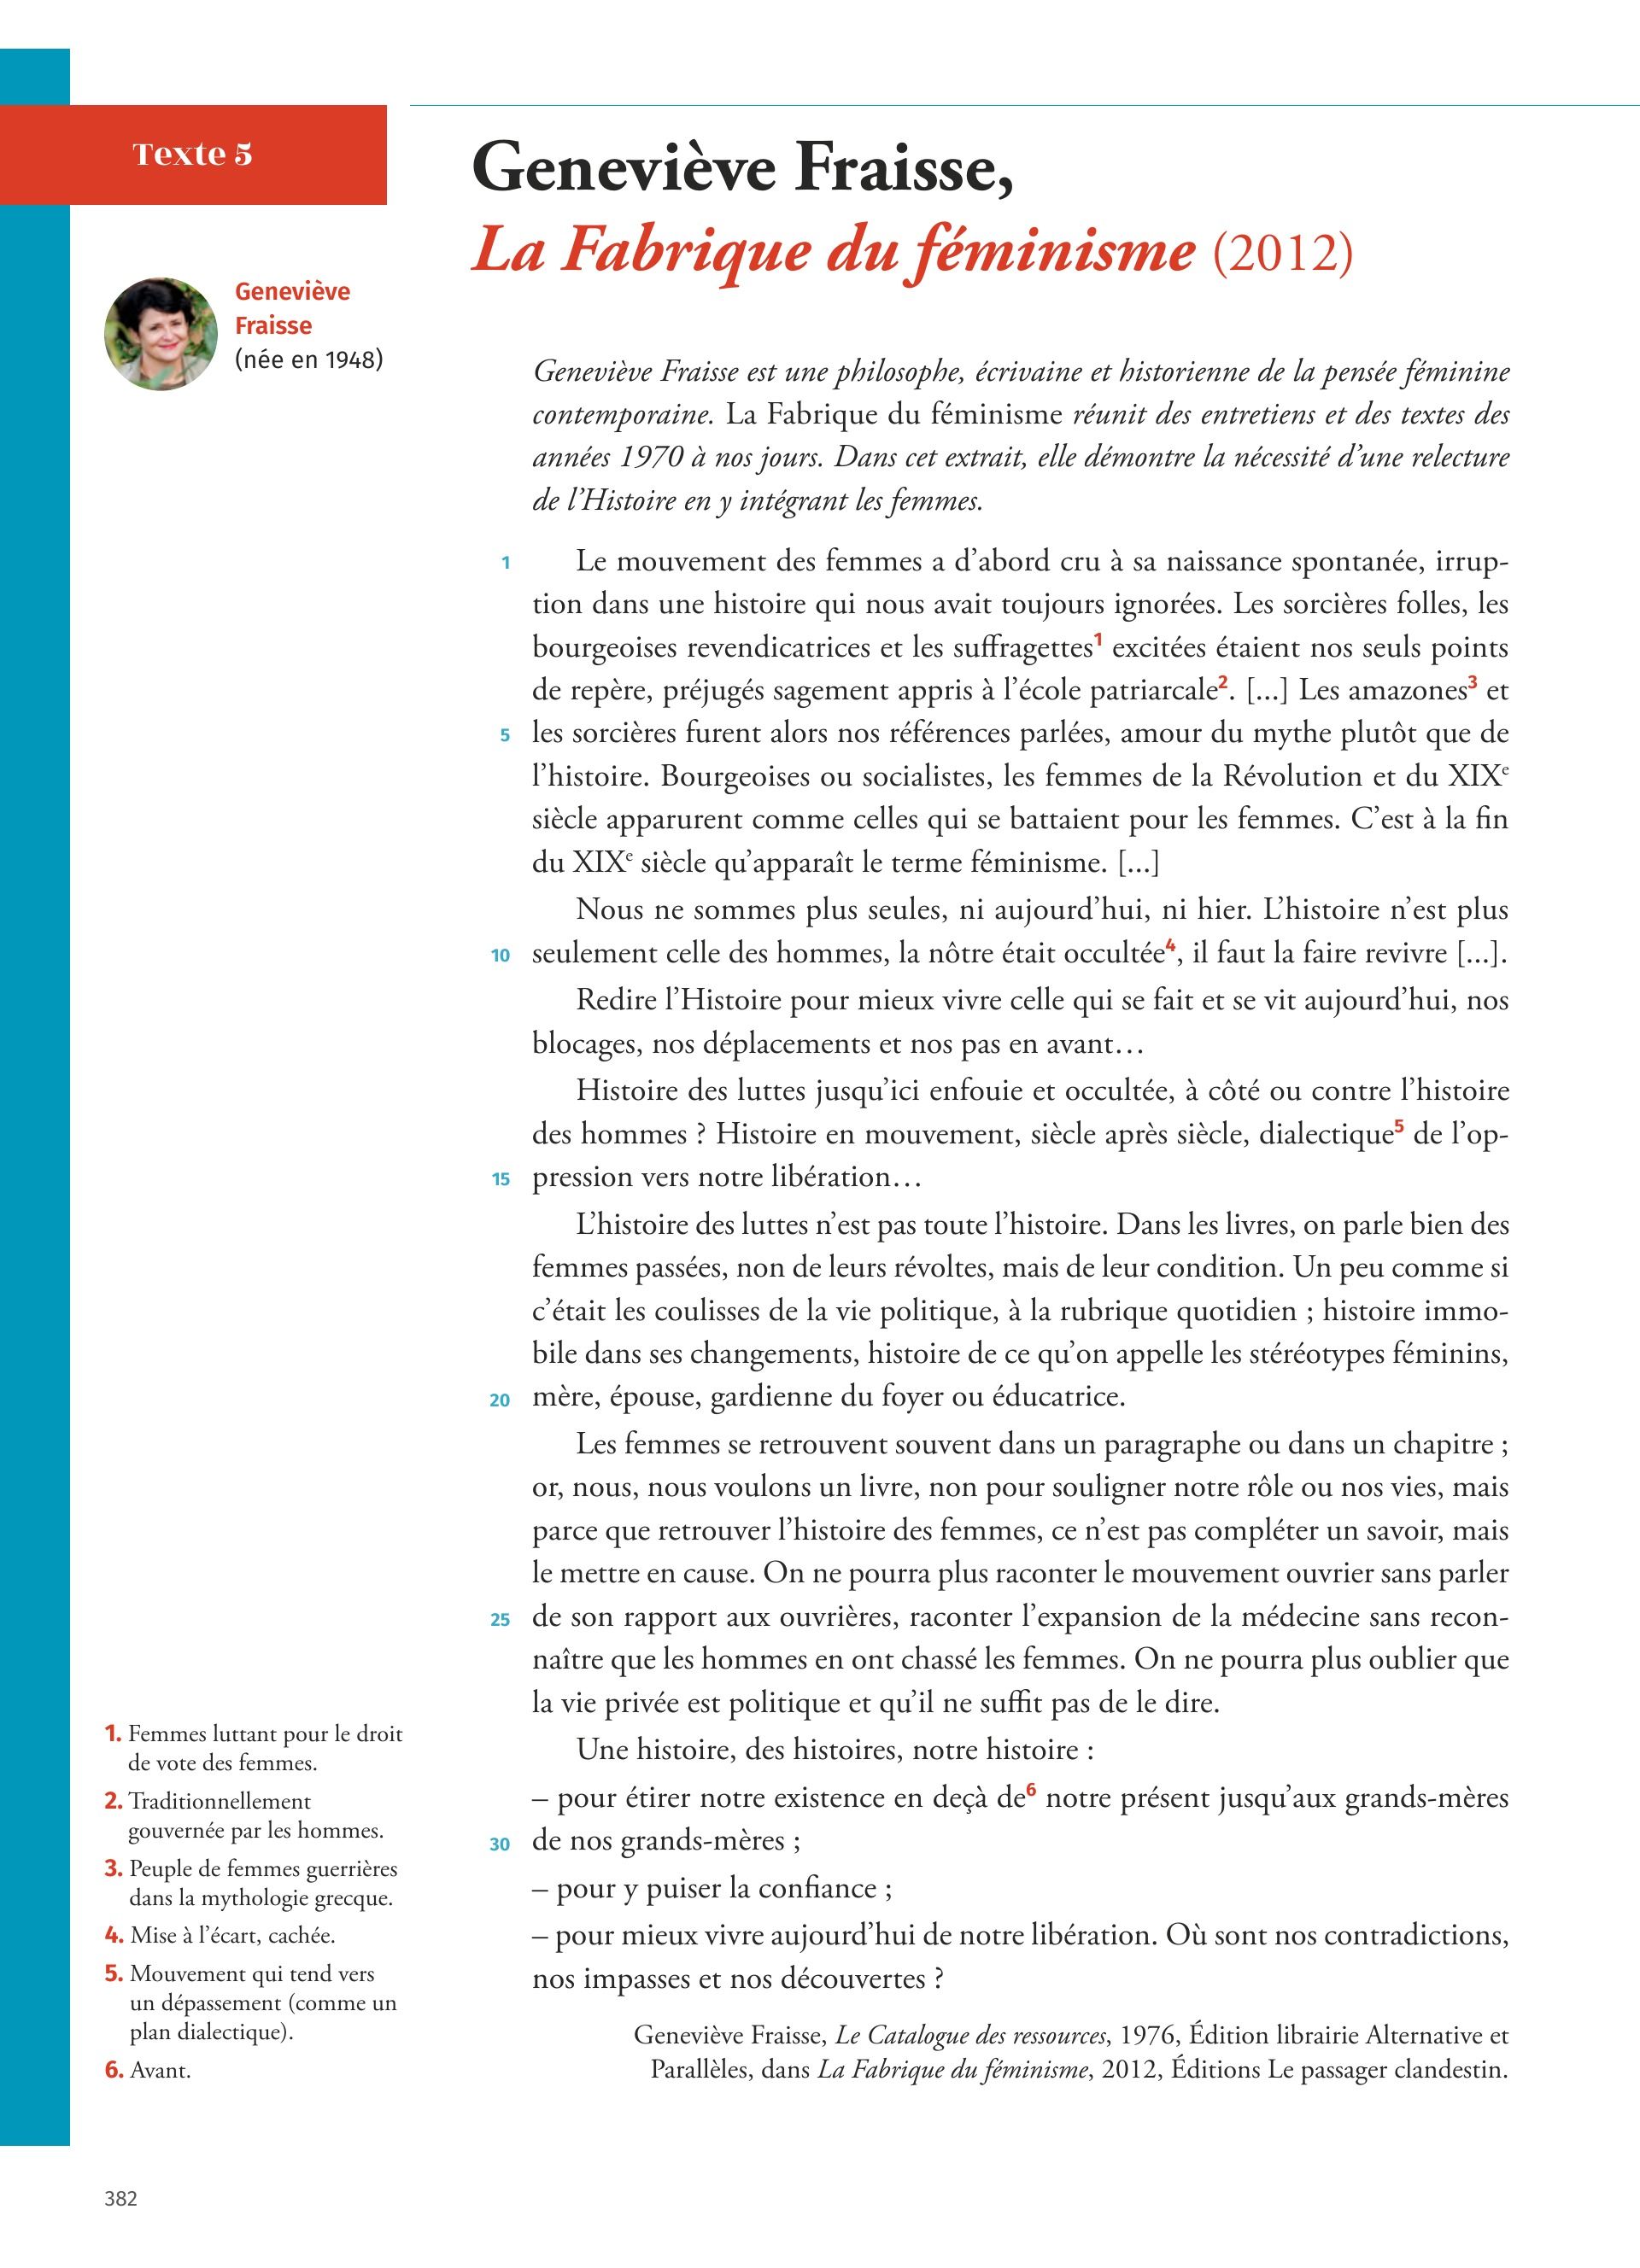 Texte 5
Geneviève Fraisse,
La Fabrique du féminisme (2012)
Geneviève
Fraisse
(née en 1948)
Geneviève Fraisse est une philosophe, écrivaine et historienne de la pensée féminine
contemporaine. La Fabrique du féminisme réunit des entretiens et des textes des
années 1970 à nos jours. Dans cet extrait, elle démontre la nécessité d’une relecture
de l’Histoire en y intégrant les femmes.
1 Le mouvement des femmes a d’abord cru à sa naissance spontanée, irrup-
tion dans une histoire qui nous avait toujours ignorées. Les sorcières folles, les
bourgeoises revendicatrices et les suffragettes1 excitées étaient nos seuls points
de repère, préjugés sagement appris à l’école patriarcale2. [...] Les amazones3 et
5 les sorcières furent alors nos références parlées, amour du mythe plutôt que de
l’histoire. Bourgeoises ou socialistes, les femmes de la Révolution et du XIXe
siècle apparurent comme celles qui se battaient pour les femmes. C’est à la fin
du XIXe siècle qu’apparaît le terme féminisme. [...]
Nous ne sommes plus seules, ni aujourd’hui, ni hier. L’histoire n’est plus
10 seulement celle des hommes, la nôtre était occultée4, il faut la faire revivre [...].
Redire l’Histoire pour mieux vivre celle qui se fait et se vit aujourd’hui, nos
blocages, nos déplacements et nos pas en avant…
Histoire des luttes jusqu’ici enfouie et occultée, à côté ou contre l’histoire
des hommes ? Histoire en mouvement, siècle après siècle, dialectique5 de l’op-
15 pression vers notre libération…
L’histoire des luttes n’est pas toute l’histoire. Dans les livres, on parle bien des
femmes passées, non de leurs révoltes, mais de leur condition. Un peu comme si
c’était les coulisses de la vie politique, à la rubrique quotidien ; histoire immo-
bile dans ses changements, histoire de ce qu’on appelle les stéréotypes féminins,
20 mère, épouse, gardienne du foyer ou éducatrice.
Les femmes se retrouvent souvent dans un paragraphe ou dans un chapitre ;
or, nous, nous voulons un livre, non pour souligner notre rôle ou nos vies, mais
parce que retrouver l’histoire des femmes, ce n’est pas compléter un savoir, mais
le mettre en cause. On ne pourra plus raconter le mouvement ouvrier sans parler
25 de son rapport aux ouvrières, raconter l’expansion de la médecine sans recon-
naître que les hommes en ont chassé les femmes. On ne pourra plus oublier que
la vie privée est politique et qu’il ne suffit pas de le dire.
Une histoire, des histoires, notre histoire :
– pour étirer notre existence en deçà de6 notre présent jusqu’aux grands-mères
30 de nos grands-mères ;
– pour y puiser la confiance ;
– pour mieux vivre aujourd’hui de notre libération. Où sont nos contradictions,
nos impasses et nos découvertes ?
Geneviève Fraisse, Le Catalogue des ressources, 1976, Édition librairie Alternative et
Parallèles, dans La Fabrique du féminisme, 2012, Éditions Le passager clandestin.
1. Femmes luttant pour le droit
de vote des femmes.
2. Traditionnellement
gouvernée par les hommes.
3. Peuple de femmes guerrières
dans la mythologie grecque.
4. Mise à l’écart, cachée.
5. Mouvement qui tend vers
un dépassement (comme un
plan dialectique).
6. Avant.
382